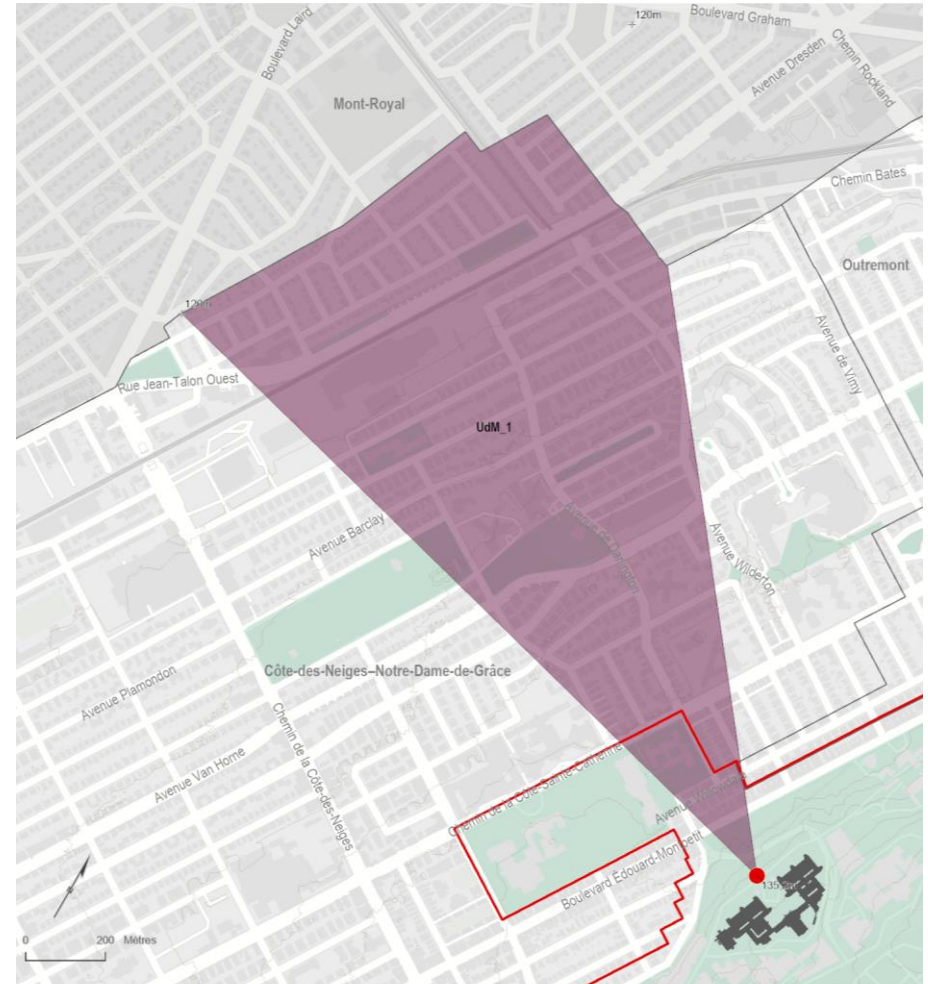 120m
Boulevard Graham
Boulevard Laird
Avenue Dresden
Chemin Rockland
Mont-Royal
Chemin Bates
Outremont
120m
Avenue de Vimy
Rue Jean-Talon Ouest
UdM_1
Avenue Barclay
Avenue Wilderton
Côte-des-Neiges–Notre-Dame-de-Grâce
Avenue Plamondon
Chemin de la Côte-des-Neiges
Avenue Van Horne
Chemin de la Côte-Sainte-Catherine
Boulevard Édouard-Montpetit
0 200 Mètres